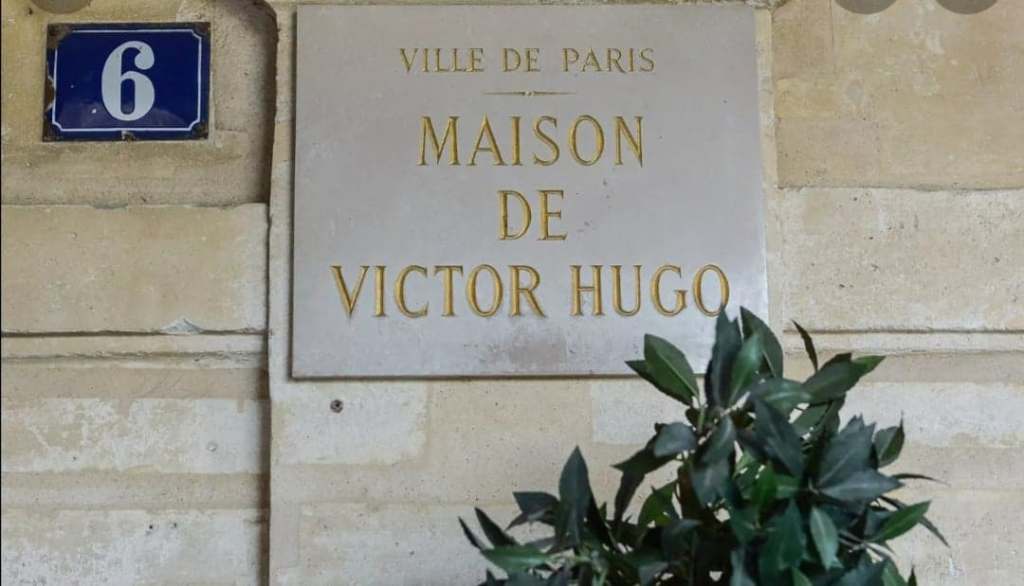 6
VILLE DE PARIS
MAISON
DE
VICTOR HUGO